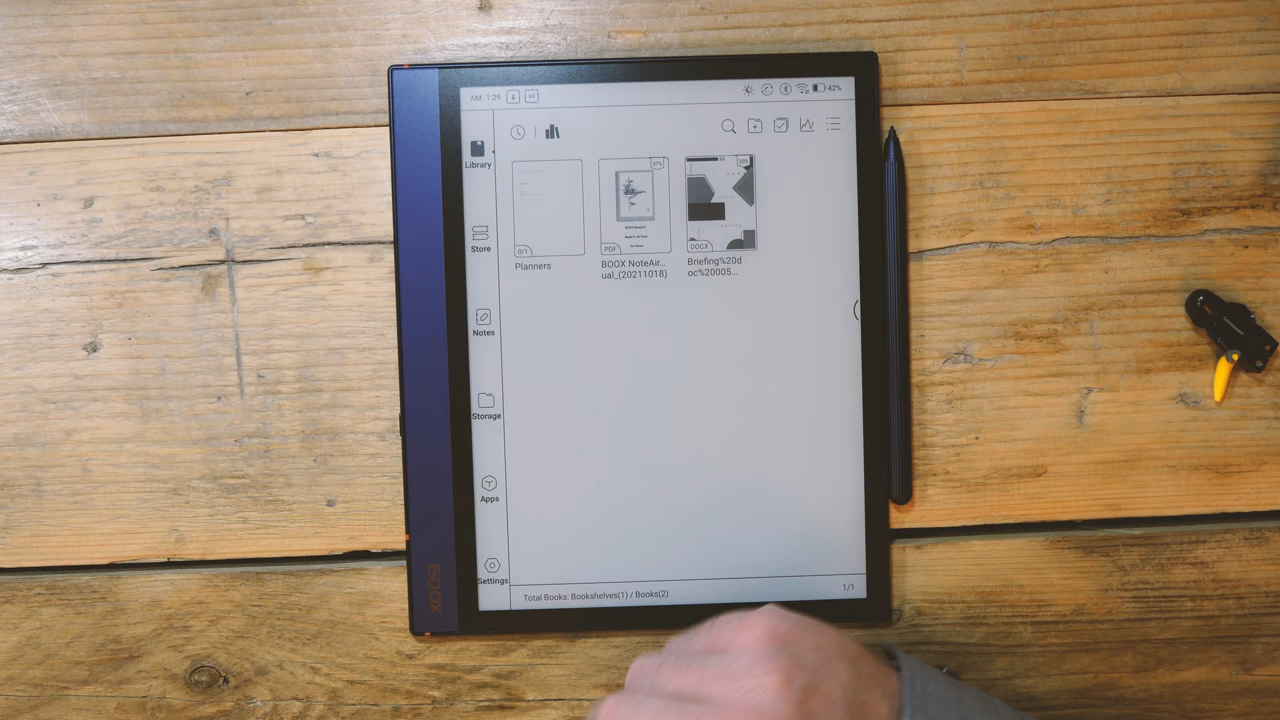 AM 1:29
42%
Library
Store
Notes
Storage
Apps
Settings
0/1
Planners
97%
PDF
BOOX NoteAir...
ual_(20211018)
DOCX
Briefing%20d
oc%20005...
Total Books: Bookshelves(1) / Books(2)
1/1
BOOX